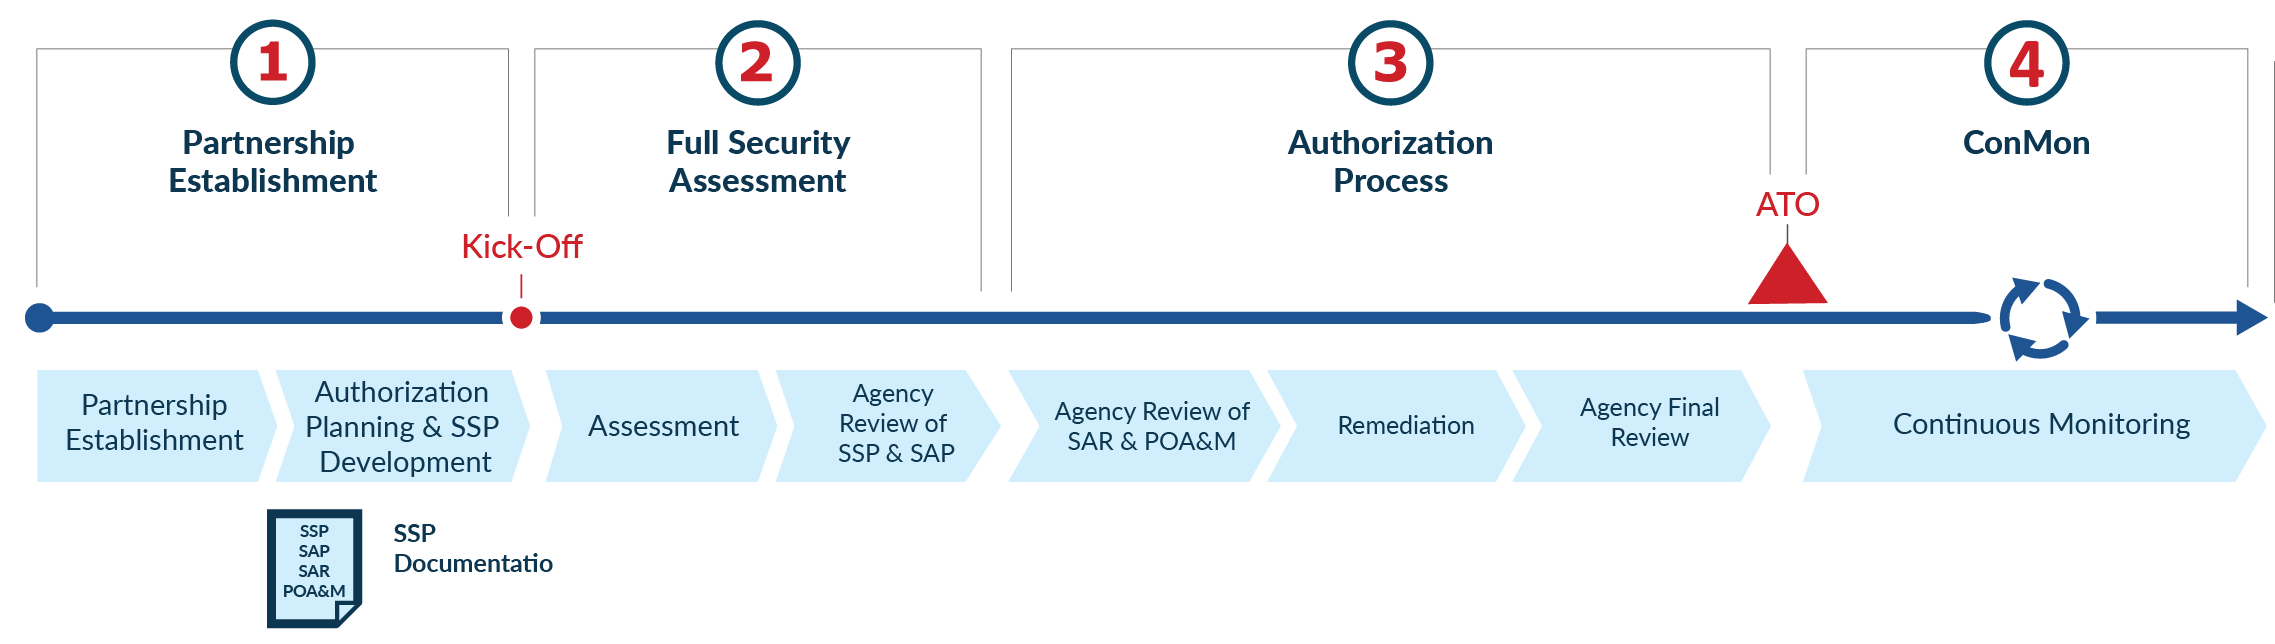 1
Partnership
Establishment
2
Full Security
Assessment
3
Authorization
Process
4
ConMon
Kick-Off
ATO
Partnership
Establishment
Authorization
Planning & SSP
Development
Assessment
Agency
Review of
SSP & SAP
Agency Review of
SAR & POA&M
Remediation
Agency Final
Review
Continuous Monitoring
SSP
SAP
SAR
POA&M
SSP
Documentatio